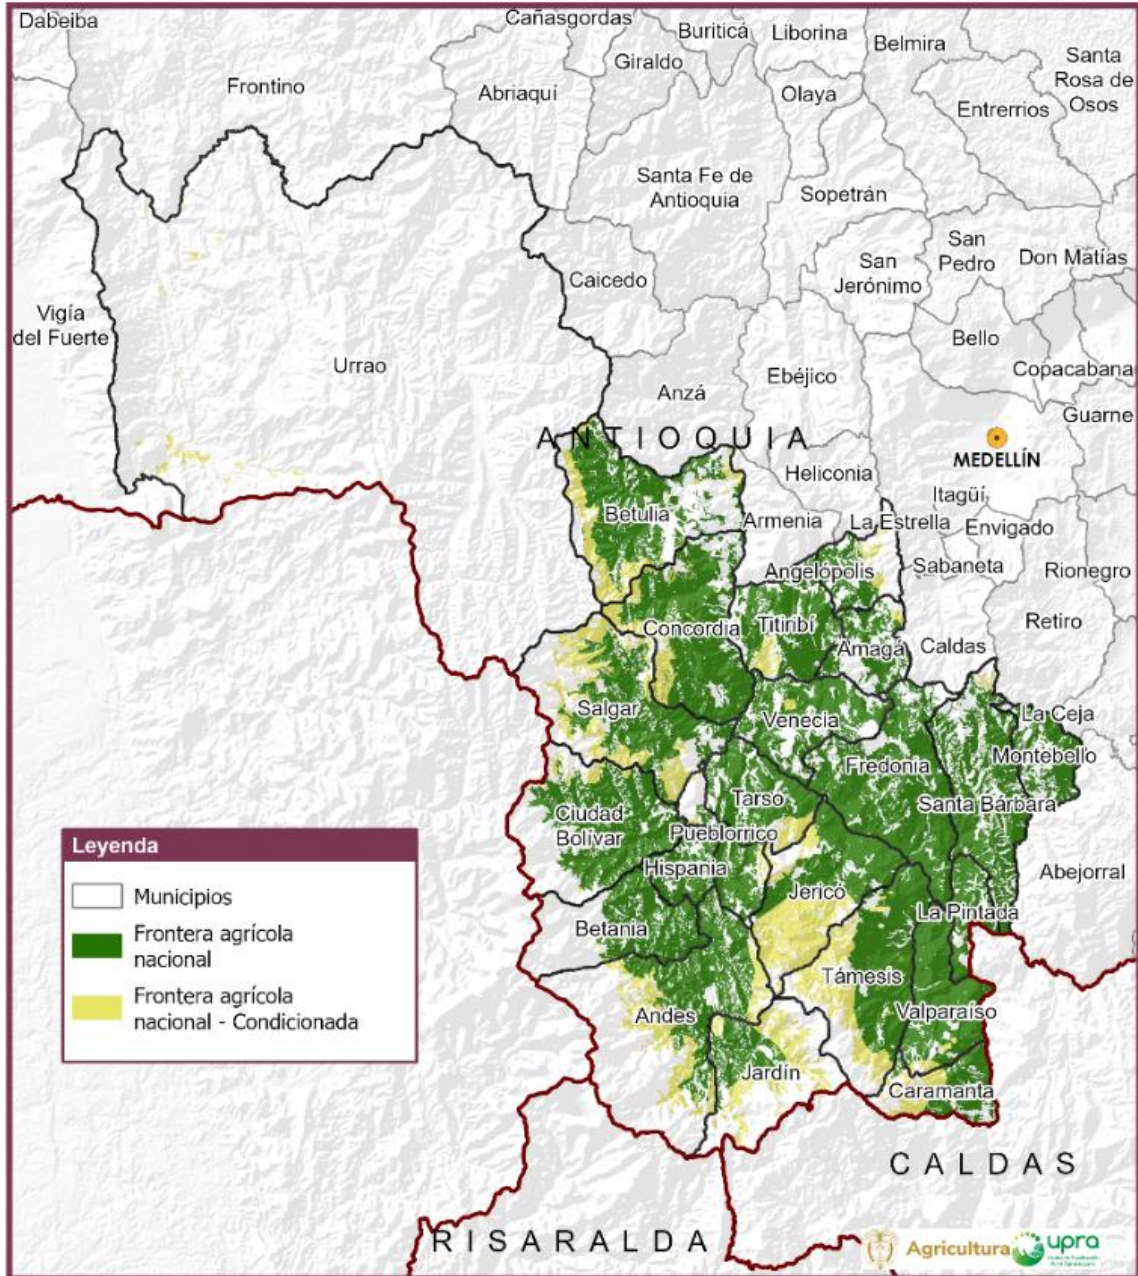 Dabeiba
Cañasgordas
Buriticá
Liborina
Belmira
Santa
Rosa de
Osos
Giraldo
Frontino
Abriaquí
Olaya
Entrerrios
Santa Fe de
Antioquia
Sopetrán
San
Pedro
Don Matías
San
Jerónimo
Caicedo
Vigía
del Fuerte
Bello
Urrao
Copacabana
Ebéjico
Anzá
Guarne
ANTIOQUIA
MEDELLÍN
Heliconia
Itagüí
Betulia
Armenia
La Estrella
Envigado
Sabaneta
Angelópolis
Rionegro
Concordia
Titiribí
Retiro
Amagá
Caldas
Salgar
Venecia
La Ceja
Montebello
Fredonia
Tarso
Santa Bárbara
Ciudad
Bolívar
Pueblorrico
Hispania
Abejorral
Jericó
La Pintada
Betania
Támesis
Andes
Valparaíso
Jardín
Caramanta
Leyenda
Municipios
Frontera agrícola
nacional
Frontera agrícola
nacional - Condicionada
CALDAS
RISARALDA
Agricultura
upra